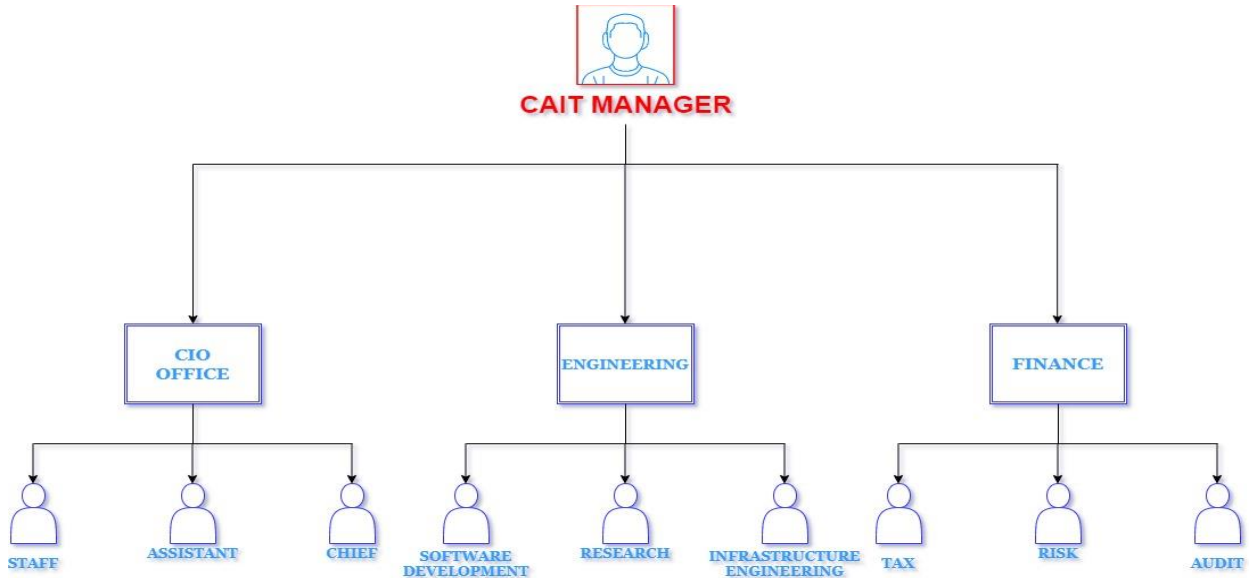 CAIT MANAGER
CIO
OFFICE
ENGINEERING
FINANCE
STAFF
ASSISTANT
CHIEF
SOFTWARE
DEVELOPMENT
RESEARCH
INFRASTRUCTURE
ENGINEERING
TAX
RISK
AUDIT